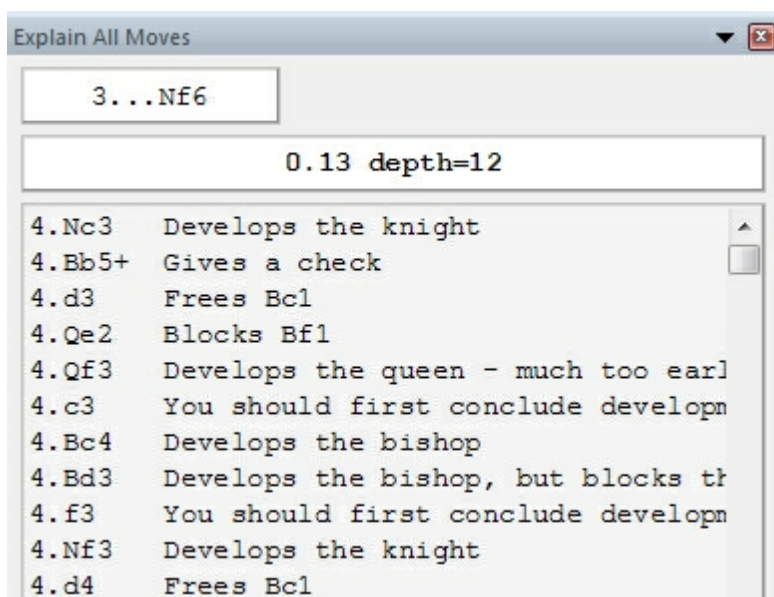 Explain All Moves
3...Nf6
0.13 depth=12
4.Nc3 Develops the knight
4.Bb5+ Gives a check
4.d3 Frees Bc1
4.Qe2 Blocks Bf1
4.Qf3 Develops the queen - much too earl
4.c3 You should first conclude developm
4.Bc4 Develops the bishop
4.Bd3 Develops the bishop, but blocks th
4.f3 You should first conclude developm
4.Nf3 Develops the knight
4.d4 Frees Bc1